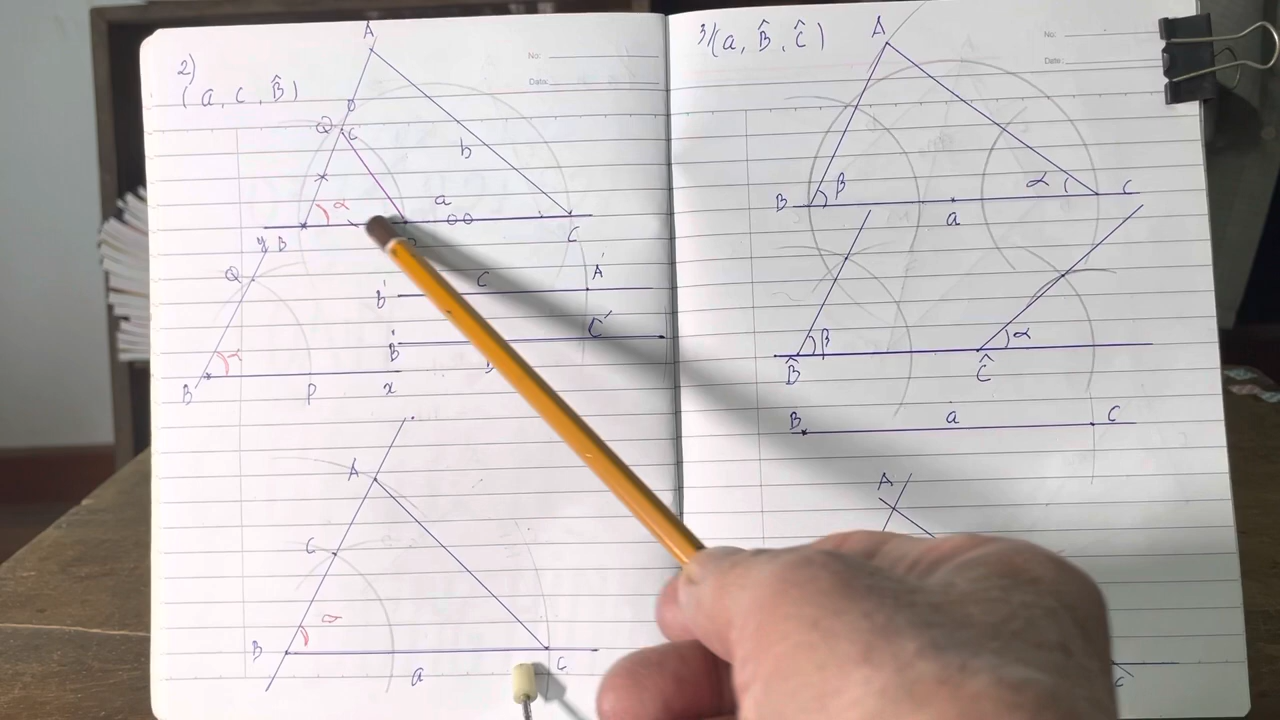 2)
(a, c, B̂)
No:
Date:
A
Q C
b
α
a
B
C
y
Q
α
B
P
x
B'
C
A'
B'
C'
A
C
α
B
a
C
3/(a, B̂, Ĉ)
No:
Date:
A
B
β
a
α
C
β
α
B̂
Ĉ
B
a
C
A
C